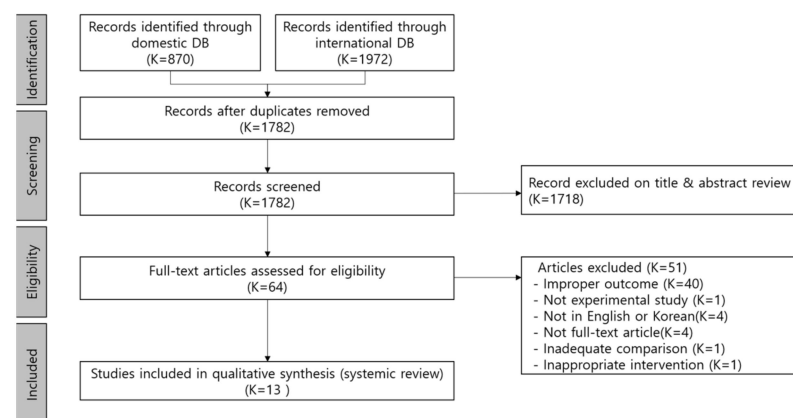 Identification
Records identified through
domestic DB
(K=870)
Records identified through
international DB
(K=1972)
Records after duplicates removed
(K=1782)
Screening
Records screened
(K=1782)
Record excluded on title & abstract review
(K=1718)
Eligibility
Full-text articles assessed for eligibility
(K=64)
Articles excluded (K=51)
- Improper outcome (K=40)
- Not experimental study (K=1)
- Not in English or Korean(K=4)
- Not full-text article(K=4)
- Inadequate comparison (K=1)
- Inappropriate intervention (K=1)
Included
Studies included in qualitative synthesis (systemic review)
(K=13 )